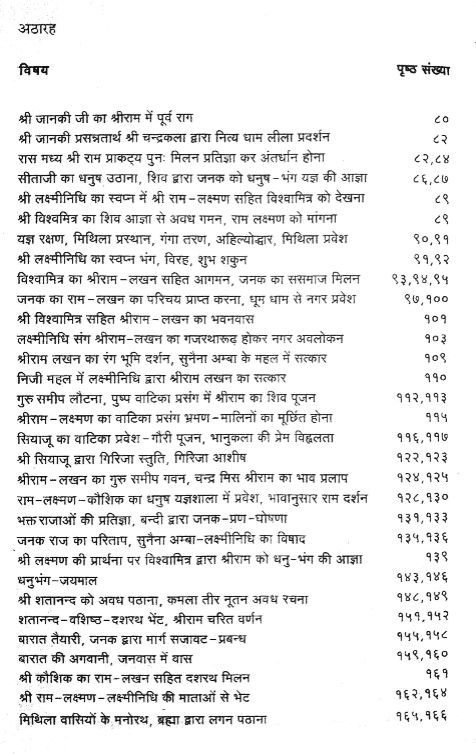 अठारह
विषय पृष्ठ संख्या
श्री जानकी जी का श्रीराम में पूर्व राग ८०
श्री जानकी प्रसन्नतार्थ श्री चन्द्रकला द्वारा नित्य धाम लीला प्रदर्शन ८२
रास मध्य श्री राम प्राकट्य पुनः मिलन प्रतिज्ञा कर अंतर्धान होना ८२,८४
सीताजी का धनुष उठाना, शिव द्वारा जनक को धनुष-भंग यज्ञ की आज्ञा ८६,८७
श्री लक्ष्मीनिधि का स्वप्न में श्री राम-लक्ष्मण सहित विश्वामित्र को देखना ८९
श्री विश्वामित्र का शिव आज्ञा से अवध गमन, राम लक्ष्मण को मांगना ८९
यज्ञ रक्षण, मिथिला प्रस्थान, गंगा तरण, अहिल्योद्धार, मिथिला प्रवेश ९०,९१
श्री लक्ष्मीनिधि का स्वप्न भंग, विरह, शुभ शकुन ९१,९२
विश्वामित्र का श्रीराम-लखन सहित आगमन, जनक का ससमाज मिलन ९३,९४,९५
जनक का राम-लखन का परिचय प्राप्त करना, धूम धाम से नगर प्रवेश ९७,१००
श्री विश्वामित्र सहित श्रीराम-लखन का भवनवास १०१
लक्ष्मीनिधि संग श्रीराम-लखन का गजरथारूढ़ होकर नगर अवलोकन १०३
श्रीराम लखन का रंग भूमि दर्शन, सुनैना अम्बा के महल में सत्कार १०९
निजी महल में लक्ष्मीनिधि द्वारा श्रीराम लखन का सत्कार ११०
गुरु समीप लौटना, पुष्प वाटिका प्रसंग में श्रीराम का शिव पूजन ११२,११३
श्रीराम-लक्ष्मण का वाटिका प्रसंग भ्रमण-मालिनों का मूर्छित होना ११५
सियाजू का वाटिका प्रवेश-गौरी पूजन, भानुकला की प्रेम विह्वलता ११६,११७
श्री सियाजू द्वारा गिरिजा स्तुति, गिरिजा आशीष १२२,१२३
श्रीराम-लखन का गुरु समीप गवन, चन्द्र मिस श्रीराम का भाव प्रलाप १२४,१२५
राम-लक्ष्मण-कौशिक का धनुष यज्ञशाला में प्रवेश, भावानुसार राम दर्शन १२८,१३०
भक्त राजाओं की प्रतिज्ञा, बन्दी द्वारा जनक-प्रण-घोषणा १३१,१३३
जनक राज का परिताप, सुनैना अम्बा-लक्ष्मीनिधि का विषाद १३५,१३६
श्री लक्ष्मण की प्रार्थना पर विश्वामित्र द्वारा श्रीराम को धनु-भंग की आज्ञा १३९
धनुभंग-जयमाल १४३,१४६
श्री शतानन्द को अवध पठाना, कमला तीर नूतन अवध रचना १४८,१४९
शतानन्द-वशिष्ठ-दशरथ भेंट, श्रीराम चरित वर्णन १५१,१५२
बारात तैयारी, जनक द्वारा मार्ग सजावट-प्रबन्ध १५५,१५८
बारात की अगवानी, जनवास में वास १५९,१६०
श्री कौशिक का राम-लखन सहित दशरथ मिलन १६१
श्री राम-लक्ष्मण-लक्ष्मीनिधि की माताओं से भेट १६२,१६४
मिथिला वासियों के मनोरथ, ब्रह्मा द्वारा लगन पठाना १६५,१६६